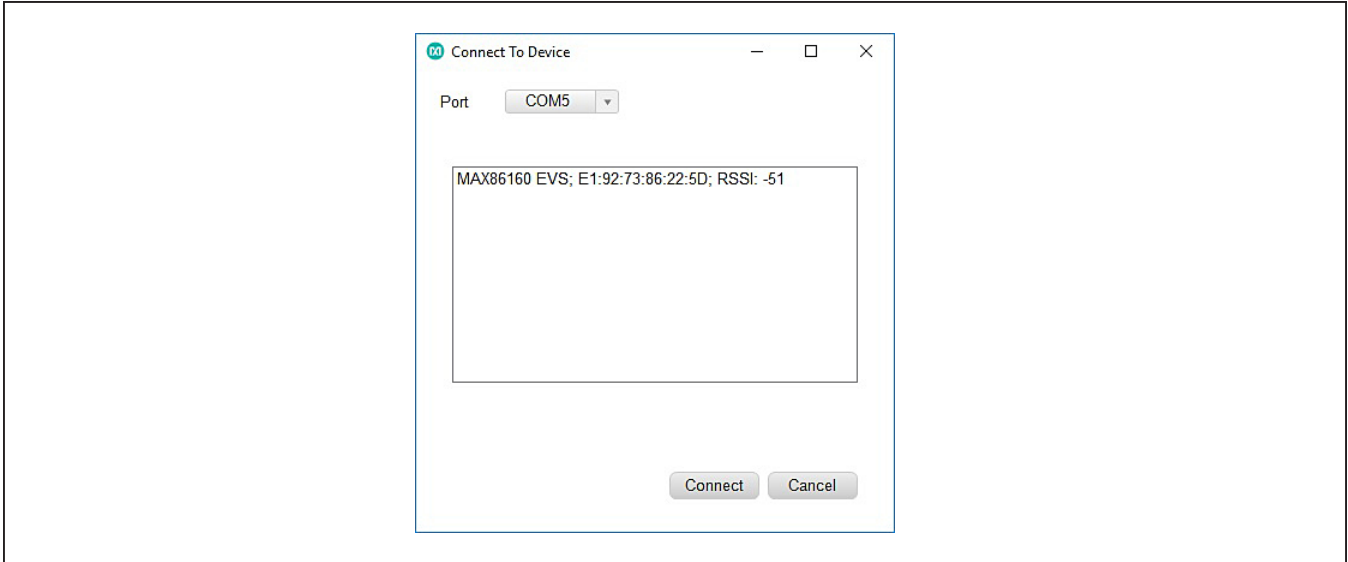 Connect To Device
Port COM5
MAX86160 EVS; E1:92:73:86:22:5D; RSSI: -51
Connect Cancel